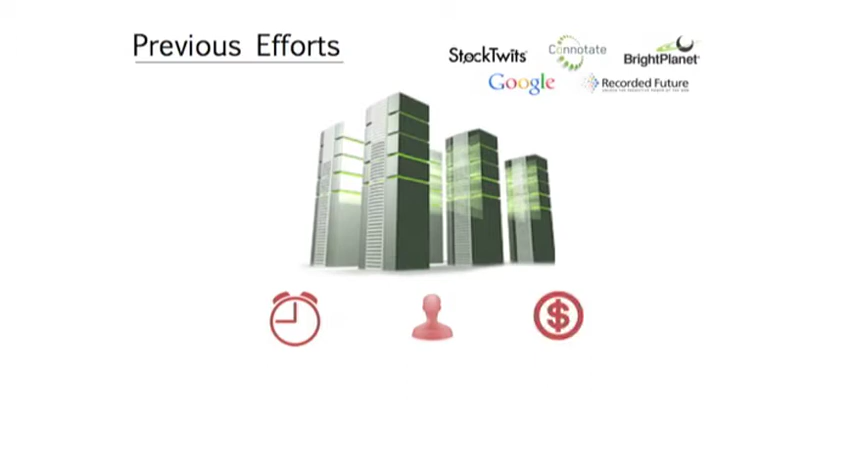 Previous Efforts
StockTwits
Connotate
BrightPlanet
Google
Recorded Future